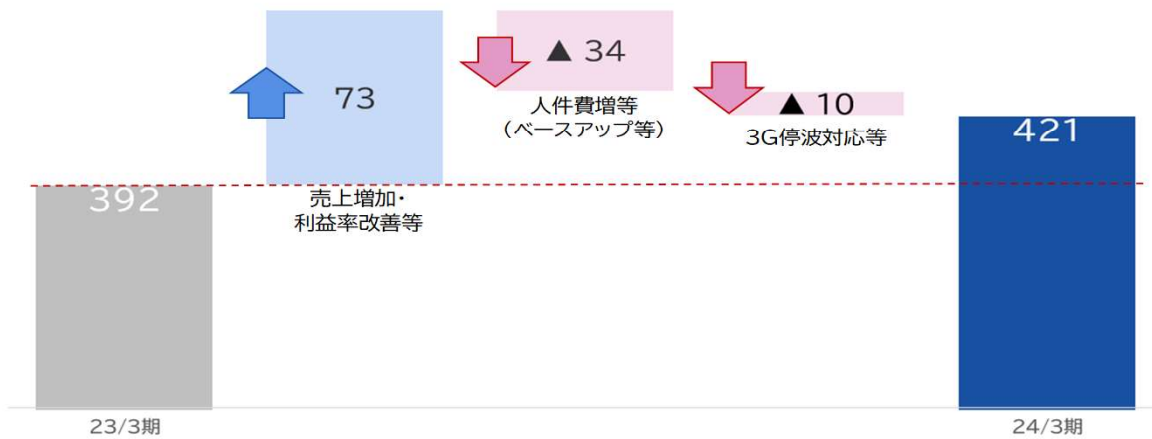 73
▲ 34
人件費増等
（ベースアップ等）
▲ 10
3G停波対応等
421
392
売上増加・
利益率改善等
23/3期
24/3期